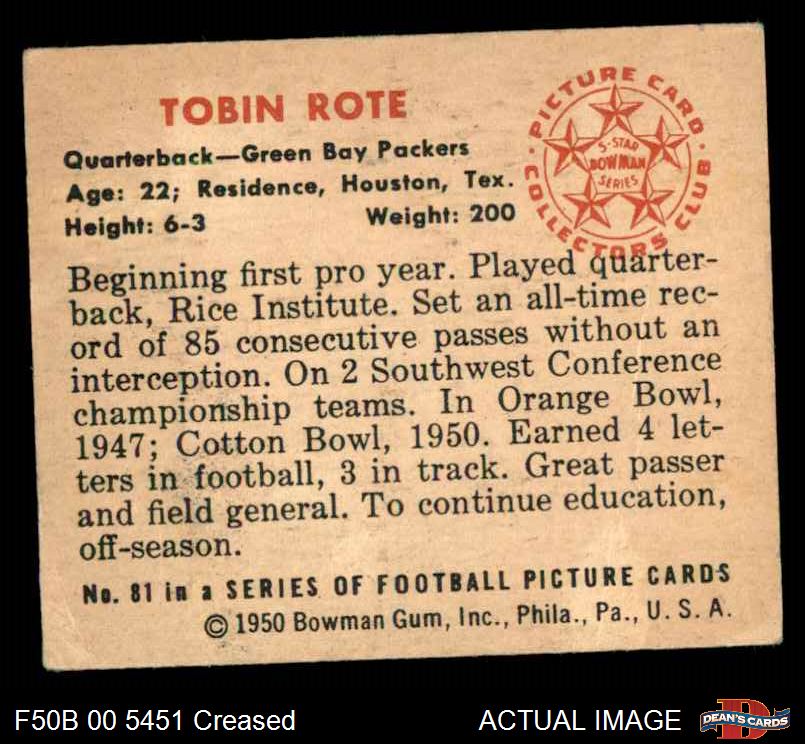 TOBIN ROTE
Quarterback—Green Bay Packers
Age: 22; Residence, Houston, Tex.
Height: 6-3 Weight: 200
PICTURE CARD
COLLECTORS CLUB
5-STAR
BOWMAN
SERIES
Beginning first pro year. Played quarter-
back, Rice Institute. Set an all-time rec-
ord of 85 consecutive passes without an
interception. On 2 Southwest Conference
championship teams. In Orange Bowl,
1947; Cotton Bowl, 1950. Earned 4 let-
ters in football, 3 in track. Great passer
and field general. To continue education,
off-season.
No. 81 in a SERIES OF FOOTBALL PICTURE CARDS
© 1950 Bowman Gum, Inc., Phila., Pa., U. S. A.
F50B 00 5451 Creased ACTUAL IMAGE
D
DEAN'S CARDS